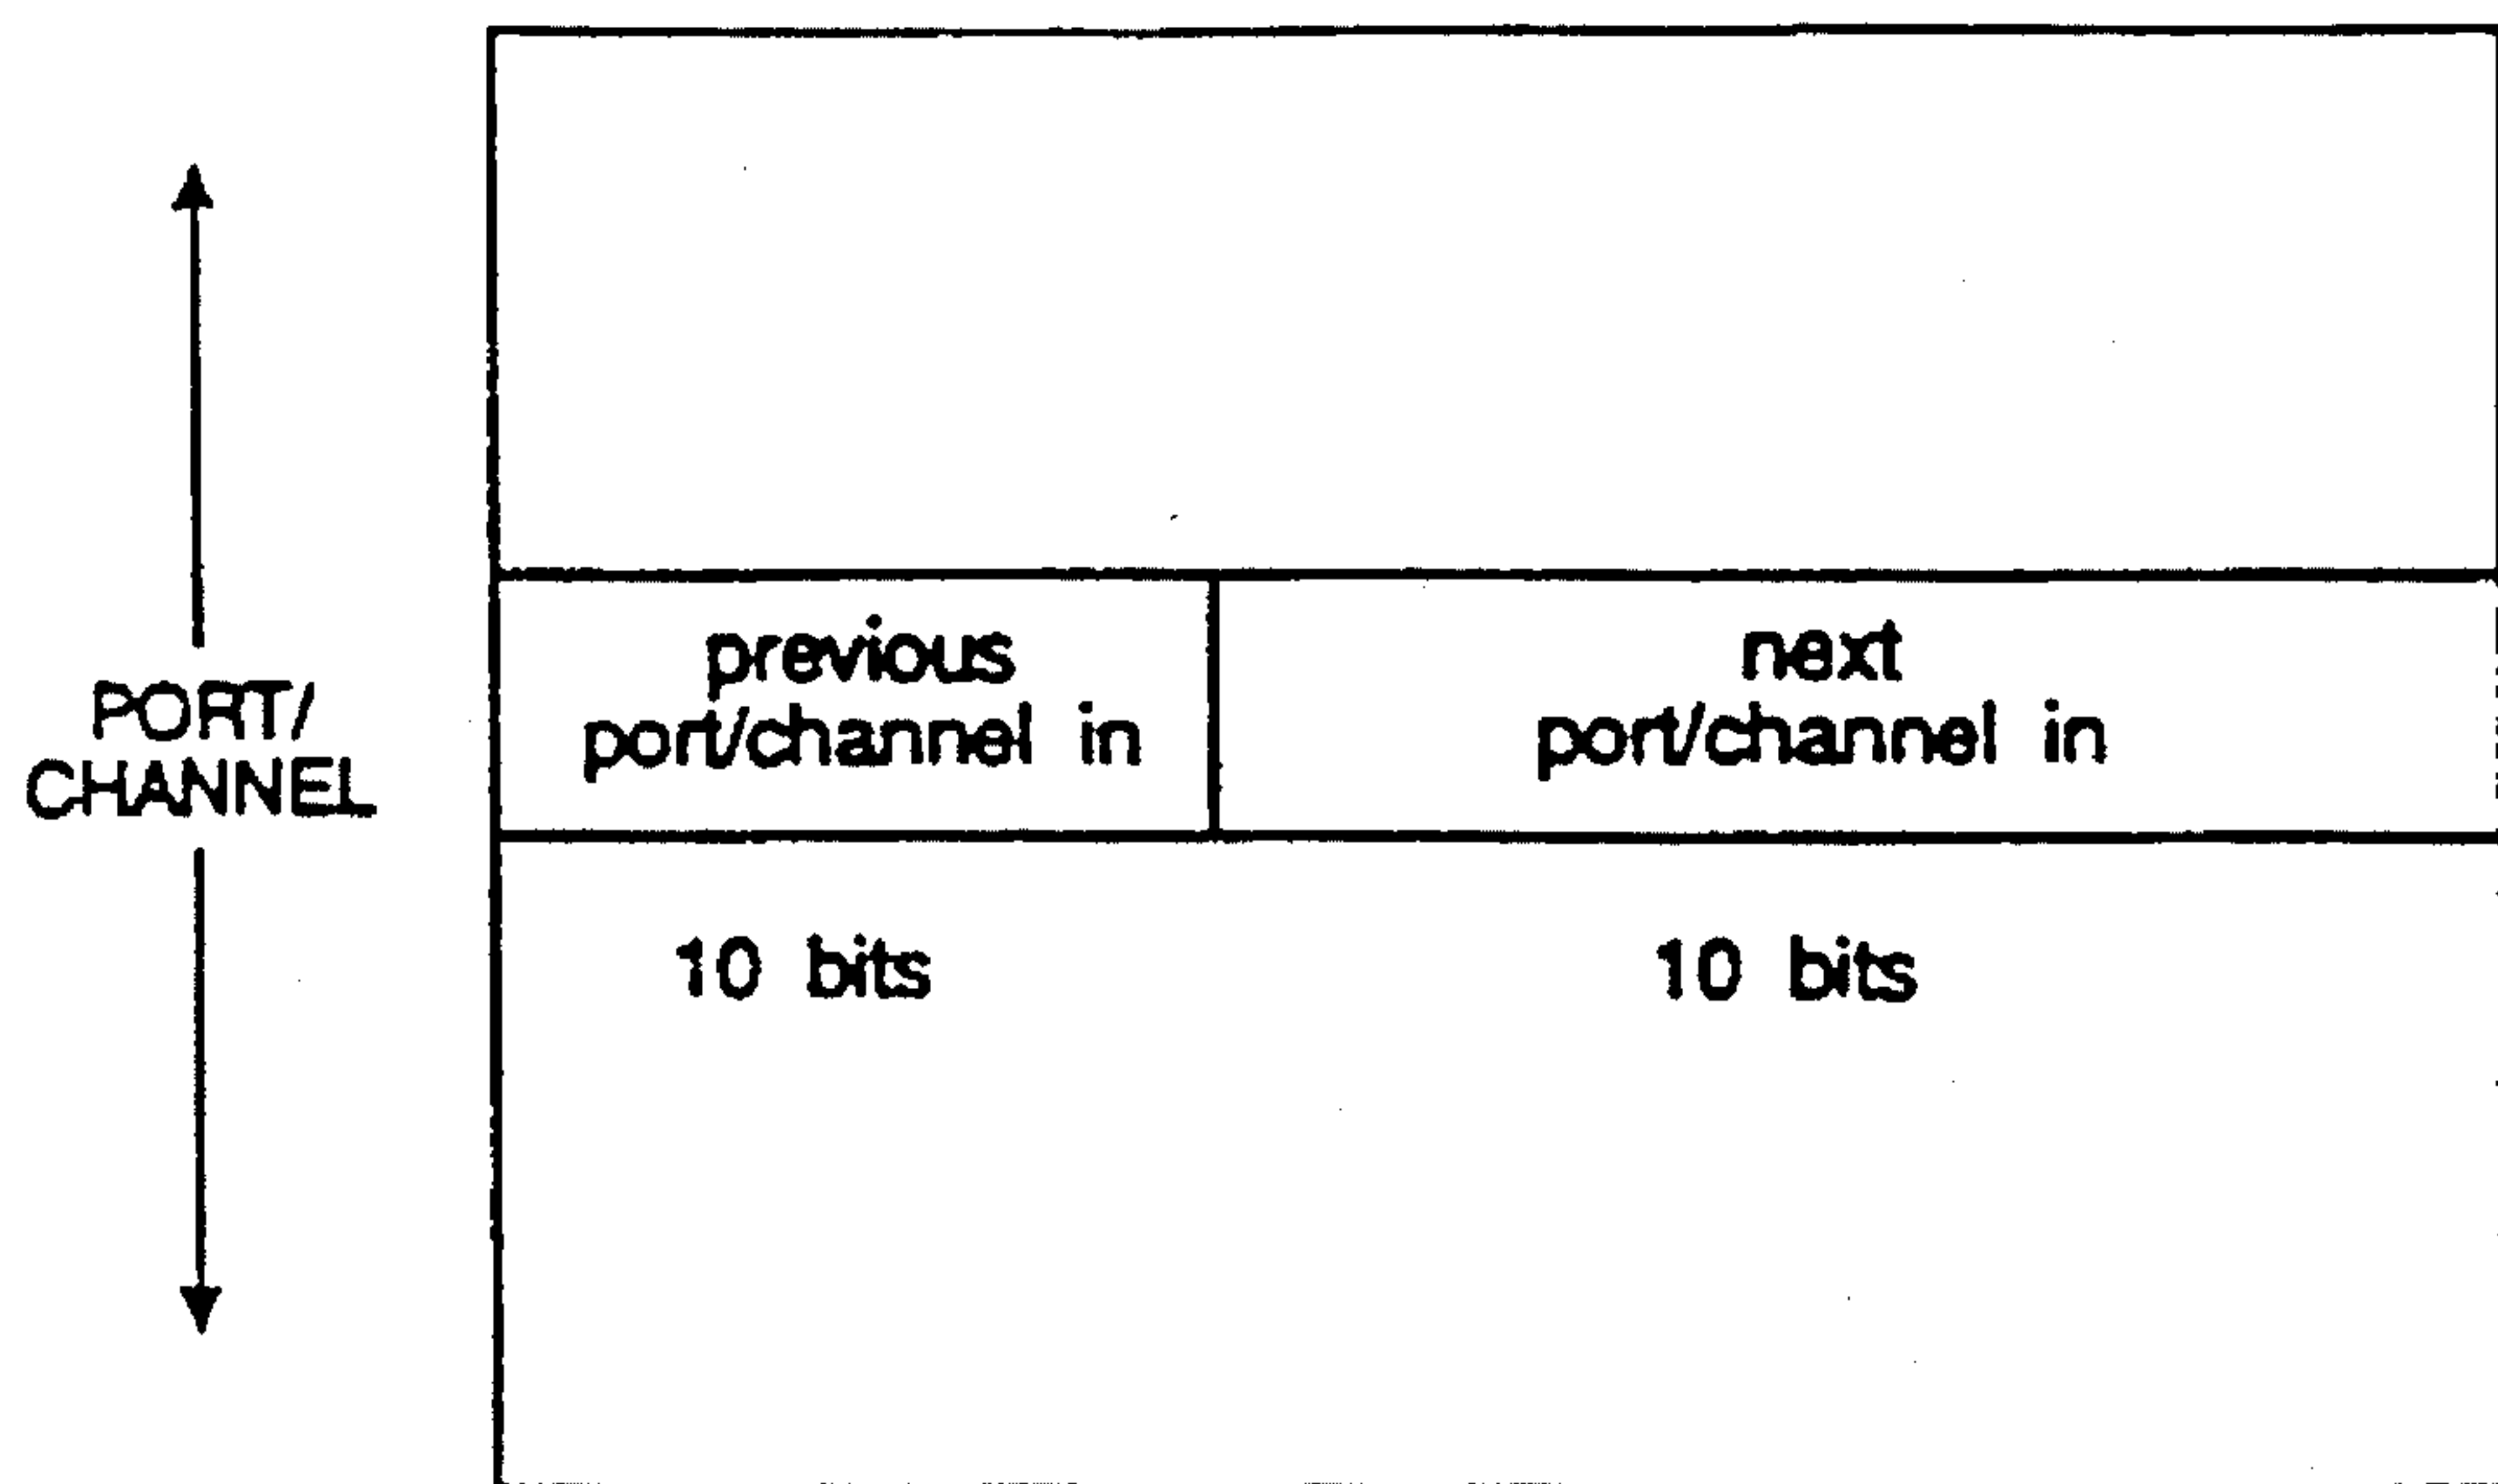 previous
port/channel in
next
port/channel in
PORT/
CHANNEL
10 bits
10 bits